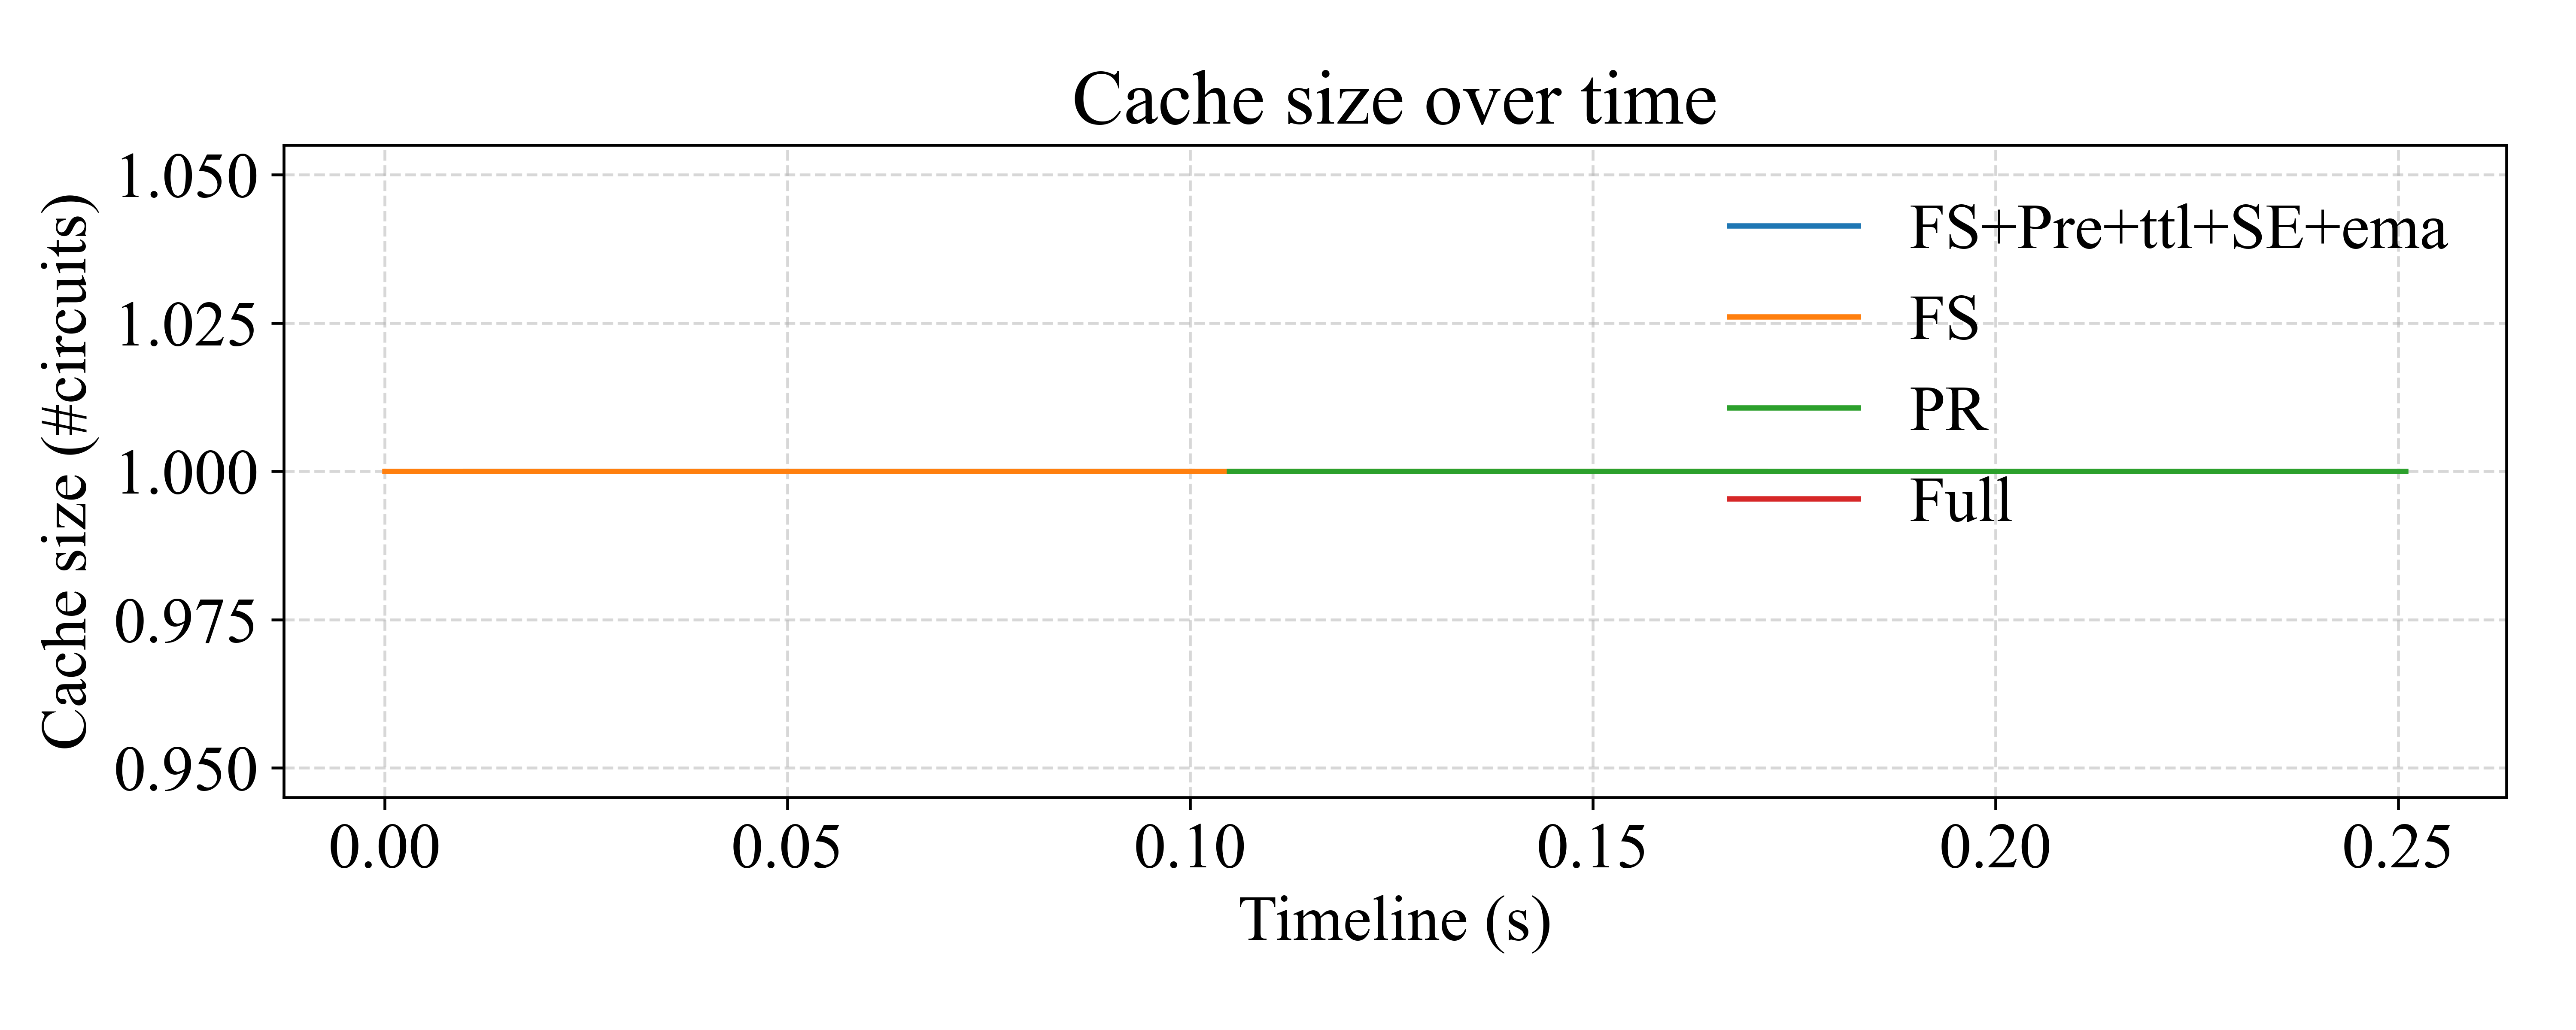 Cache size over time
Cache size (#circuits)
1.050
1.025
1.000
0.975
0.950
FS+Pre+ttl+SE+ema
FS
PR
Full
0.00 0.05 0.10 0.15 0.20 0.25
Timeline (s)